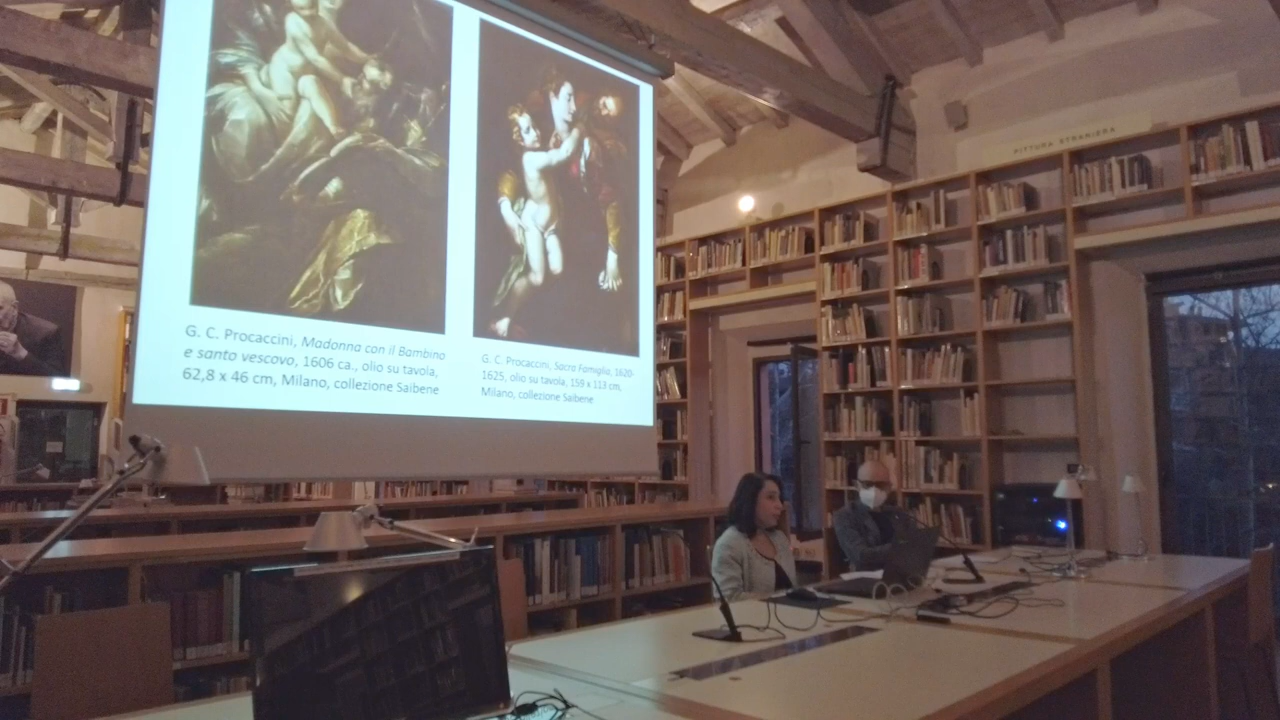 G. C. Procaccini, Madonna con il Bambino
e santo vescovo, 1606 ca., olio su tavola,
62,8 x 46 cm, Milano, collezione Saibene
G. C. Procaccini, Sacra Famiglia, 1620-
1625, olio su tavola, 159 x 113 cm,
Milano, collezione Saibene
PITTURA STRANIERA